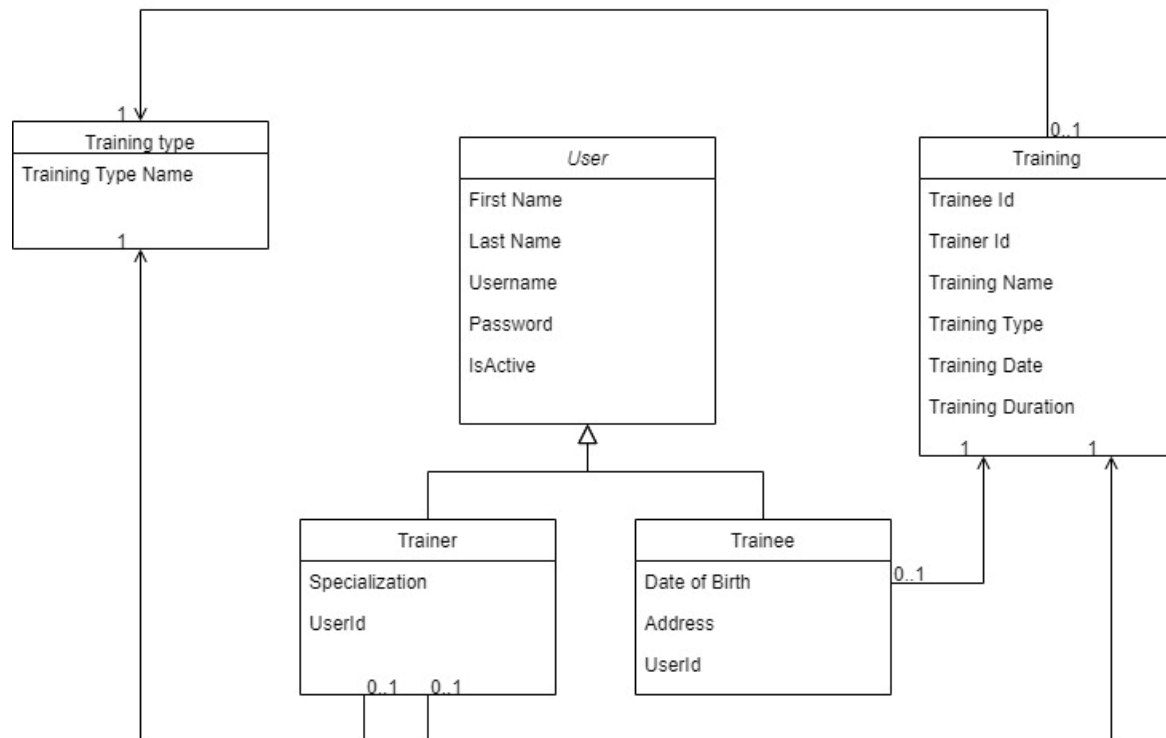 1
0..1
Training type
Training Type Name
1
User
First Name
Last Name
Username
Password
IsActive
Training
Trainee Id
Trainer Id
Training Name
Training Type
Training Date
Training Duration
1
1
Trainer
Specialization
UserId
0..1
0..1
Trainee
Date of Birth
Address
UserId
0..1